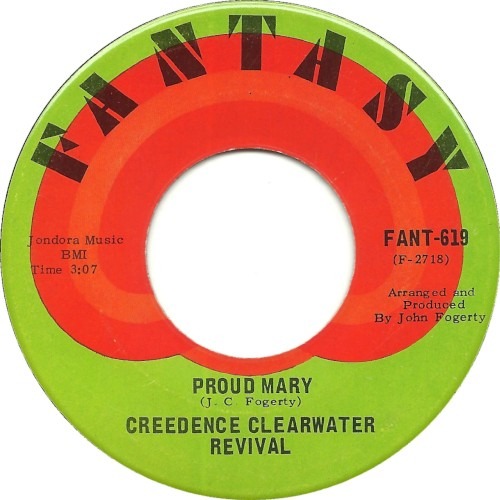 FANTASY
Jondora Music
BMI
Time 3:07
FANT-619
(F-2718)
Arranged and
Produced
By John Fogerty
PROUD MARY
(J. C. Fogerty)
CREEDENCE CLEARWATER
REVIVAL